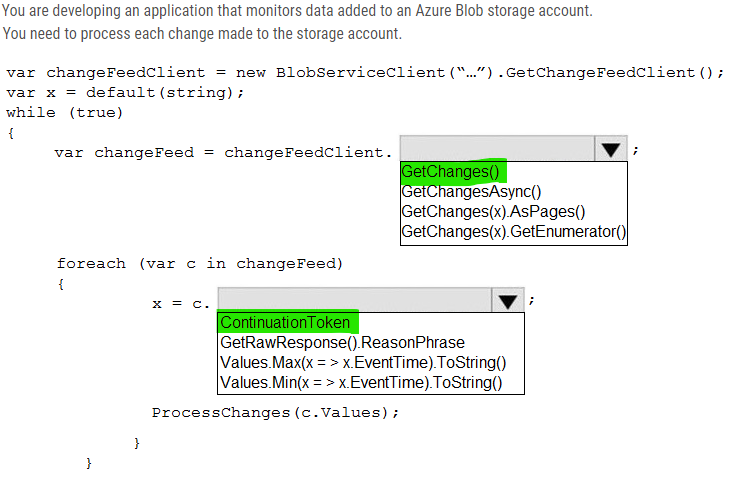 You are developing an application that monitors data added to an Azure Blob storage account.
You need to process each change made to the storage account.
var changeFeedClient = new BlobServiceClient(“…”).GetChangeFeedClient();
var x = default(string);
while (true)
{
var changeFeed = changeFeedClient. ;
GetChanges()
GetChangesAsync()
GetChanges(x).AsPages()
GetChanges(x).GetEnumerator()
foreach (var c in changeFeed)
{
x = c. ;
ContinuationToken
GetRawResponse().ReasonPhrase
Values.Max(x = > x.EventTime).ToString()
Values.Min(x = > x.EventTime).ToString()
ProcessChanges(c.Values);
}
}